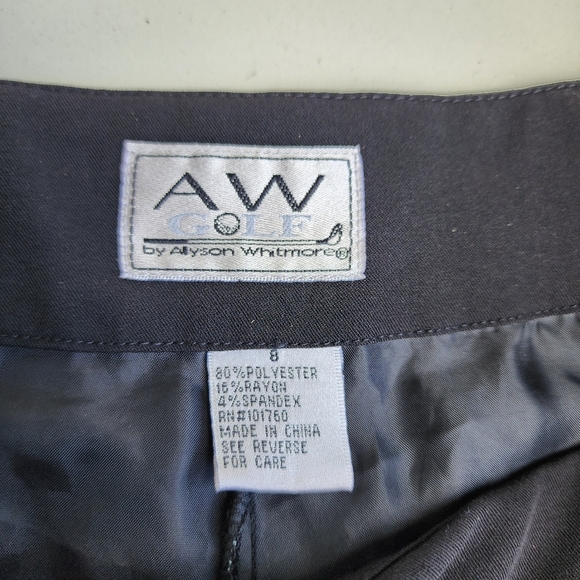 AW
GOLF
by Allyson Whitmore®
8
80%POLYESTER
16%RAYON
4%SPANDEX
RN#101760
MADE IN CHINA
SEE REVERSE
FOR CARE